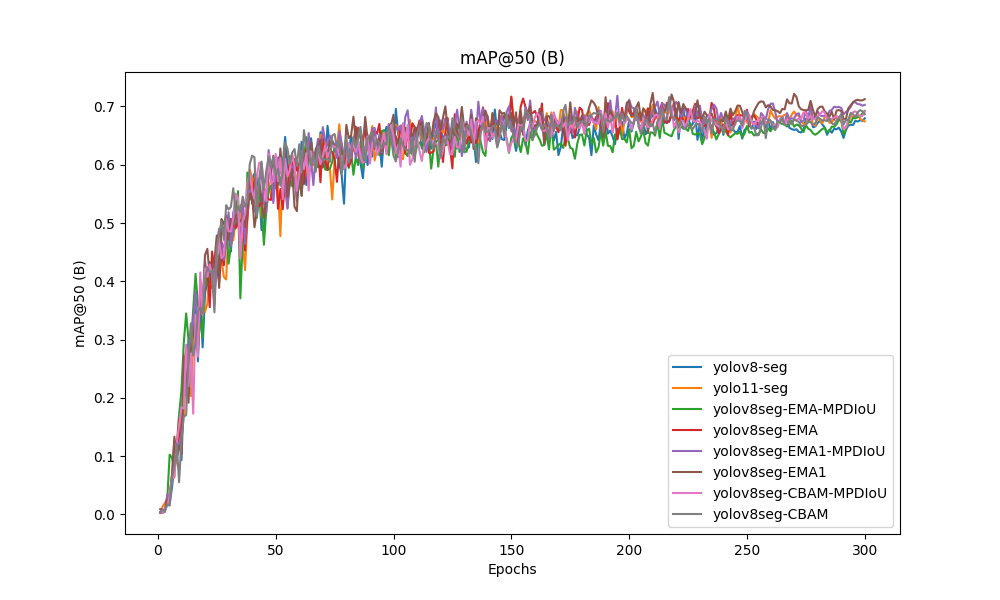 mAP@50 (B)
mAP@50 (B)
0.7
0.6
0.5
0.4
0.3
0.2
0.1
0.0
yolov8-seg
yolo11-seg
yolov8seg-EMA-MPDIoU
yolov8seg-EMA
yolov8seg-EMA1-MPDIoU
yolov8seg-EMA1
yolov8seg-CBAM-MPDIoU
yolov8seg-CBAM
0 50 100 150 200 250 300
Epochs